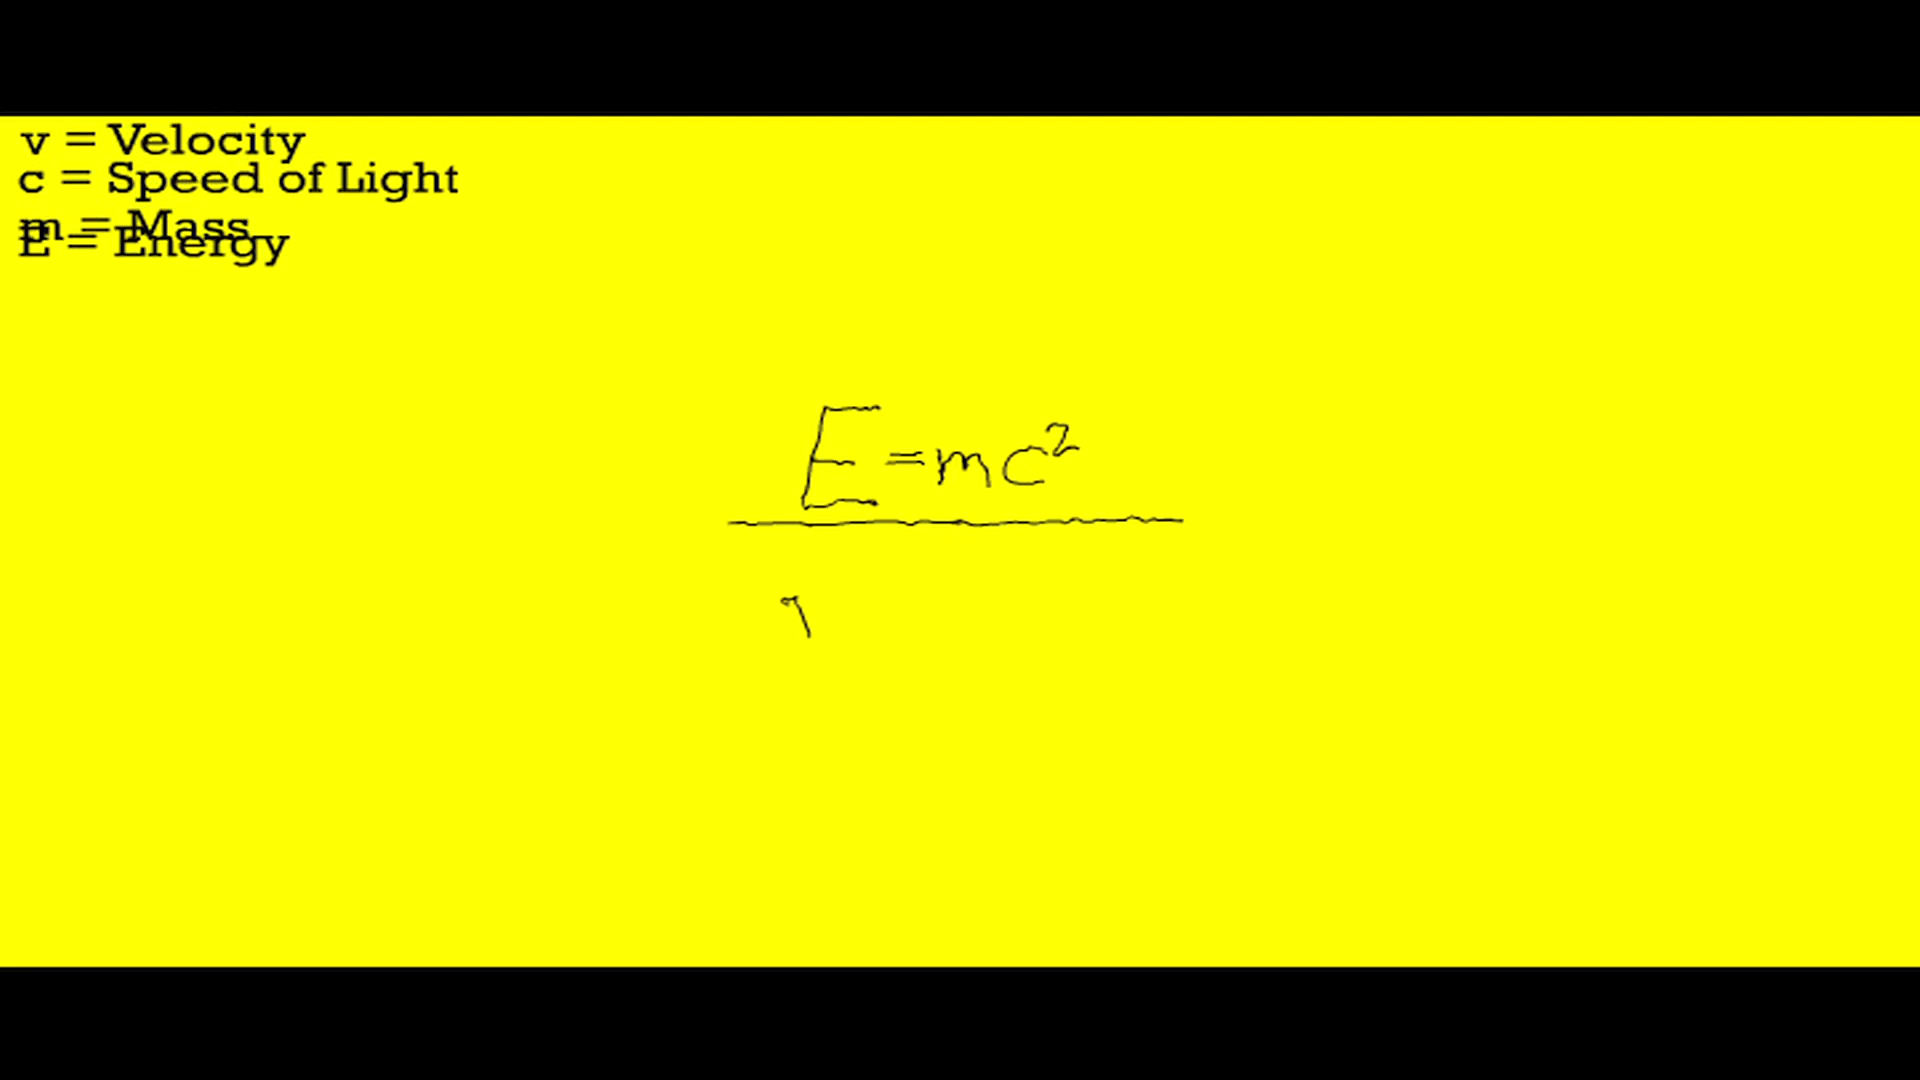 v = Velocity
c = Speed of Light
m = Mass
E = Energy
E=mc²